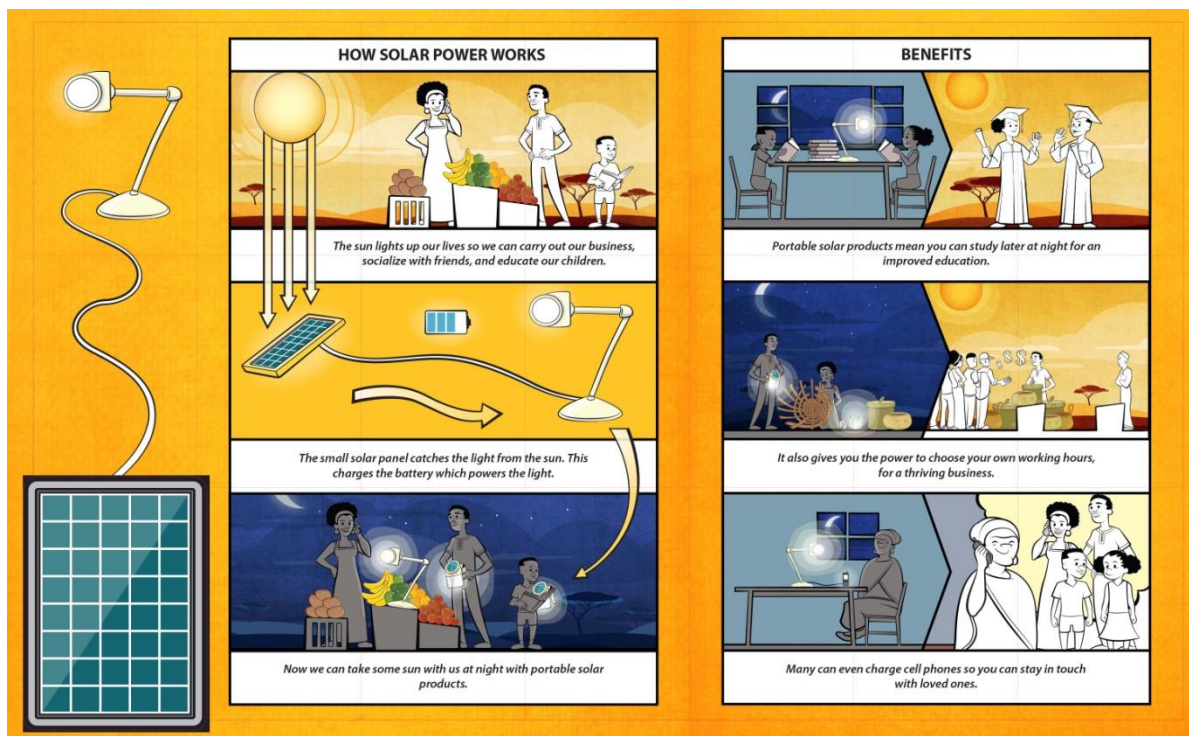 HOW SOLAR POWER WORKS
The sun lights up our lives so we can carry out our business,
socialize with friends, and educate our children.
The small solar panel catches the light from the sun. This
charges the battery which powers the light.
Now we can take some sun with us at night with portable solar
products.
BENEFITS
Portable solar products mean you can study later at night for an
improved education.
$ $
It also gives you the power to choose your own working hours,
for a thriving business.
Many can even charge cell phones so you can stay in touch
with loved ones.